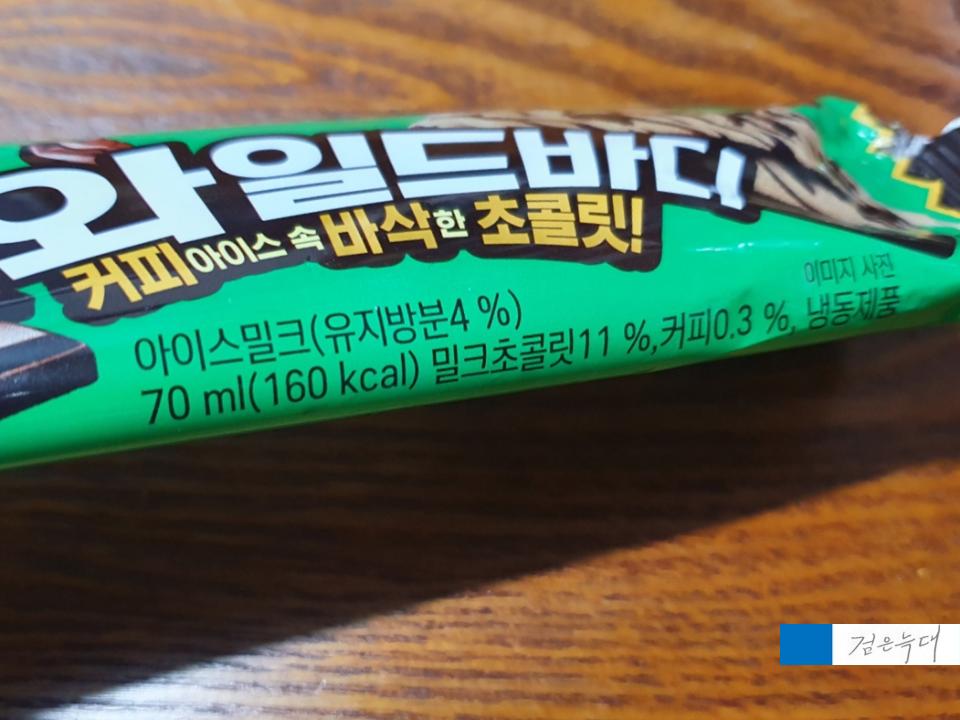 와일드바디
커피아이스 속 바삭한 초콜릿!
이미지 사진
아이스밀크(유지방분4 %)
70 ml(160 kcal) 밀크초콜릿11 %,커피0.3 %, 냉동제품
검은늑대